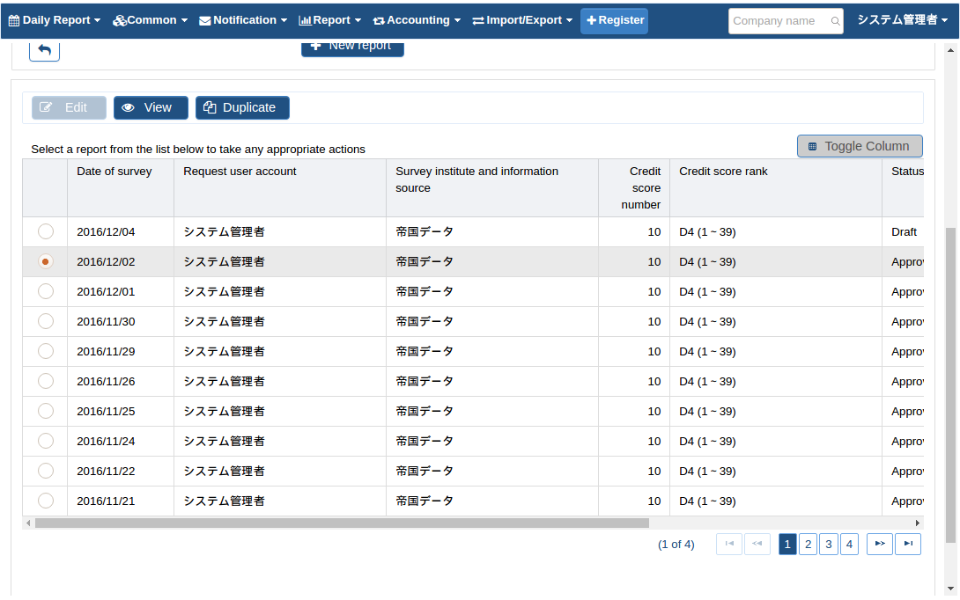 Daily Report Common Notification Report Accounting Import/Export Register Company name システム管理者
New report
Edit View Duplicate
Select a report from the list below to take any appropriate actions Toggle Column
Date of survey Request user account Survey institute and information source Credit score number Credit score rank Status
2016/12/04 システム管理者 帝国データ 10 D4 (1 ~ 39) Draft
2016/12/02 システム管理者 帝国データ 10 D4 (1 ~ 39) Approv
2016/12/01 システム管理者 帝国データ 10 D4 (1 ~ 39) Approv
2016/11/30 システム管理者 帝国データ 10 D4 (1 ~ 39) Approv
2016/11/29 システム管理者 帝国データ 10 D4 (1 ~ 39) Approv
2016/11/26 システム管理者 帝国データ 10 D4 (1 ~ 39) Approv
2016/11/25 システム管理者 帝国データ 10 D4 (1 ~ 39) Approv
2016/11/24 システム管理者 帝国データ 10 D4 (1 ~ 39) Approv
2016/11/22 システム管理者 帝国データ 10 D4 (1 ~ 39) Approv
2016/11/21 システム管理者 帝国データ 10 D4 (1 ~ 39) Approv
(1 of 4) 1 2 3 4